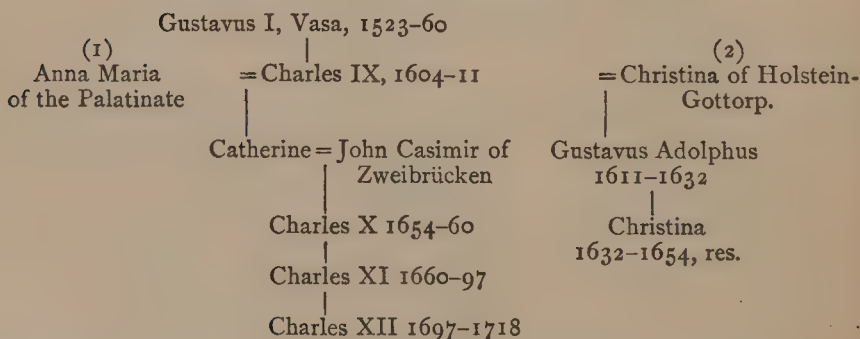 Gustavus I, Vasa, 1523–60
(1)
(2)
Anna Maria
of the Palatinate
= Charles IX, 1604–11
= Christina of Holstein-
Gottorp.
Catherine = John Casimir of
Zweibrücken
Gustavus Adolphus
1611–1632
Charles X 1654–60
Christina
1632–1654, res.
Charles XI 1660–97
Charles XII 1697–1718